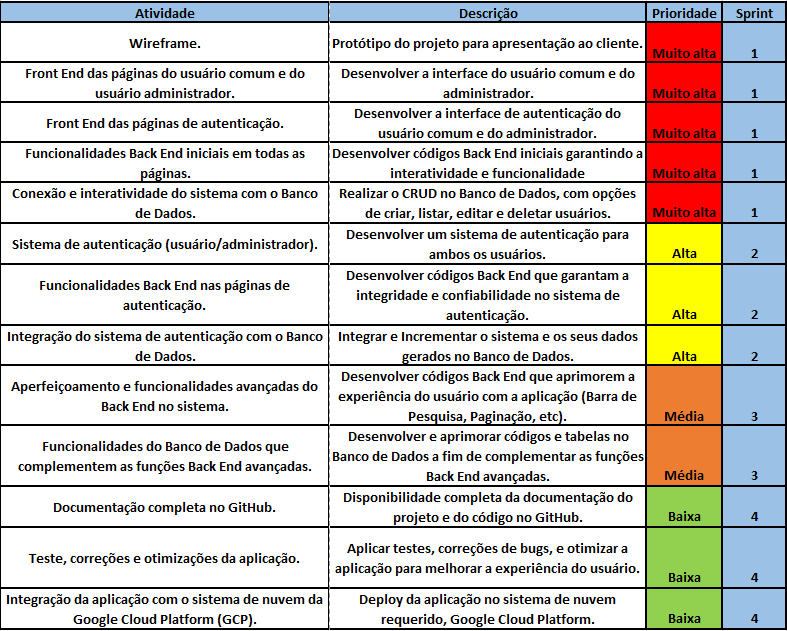 Atividade Descrição Prioridade Sprint
Wireframe. Protótipo do projeto para apresentação ao cliente. Muito alta 1
Front End das páginas do usuário comum e do
usuário administrador.
Desenvolver a interface do usuário comum e do
administrador.
Muito alta 1
Front End das páginas de autenticação.
Desenvolver a interface de autenticação do
usuário comum e do administrador.
Muito alta 1
Funcionalidades Back End iniciais em todas as
páginas.
Desenvolver códigos Back End iniciais garantindo a
interatividade e funcionalidade
Muito alta 1
Conexão e interatividade do sistema com o Banco
de Dados.
Realizar o CRUD no Banco de Dados, com opções
de criar, listar, editar e deletar usuários.
Muito alta 1
Sistema de autenticação (usuário/administrador).
Desenvolver um sistema de autenticação para
ambos os usuários.
Alta 2
Funcionalidades Back End nas páginas de
autenticação.
Desenvolver códigos Back End que garantam a
integridade e confiabilidade no sistema de
autenticação.
Alta 2
Integração do sistema de autenticação com o Banco
de Dados.
Integrar e Incrementar o sistema e os seus dados
gerados no Banco de Dados.
Alta 2
Aperfeiçoamento e funcionalidades avançadas do
Back End no sistema.
Desenvolver códigos Back End que aprimorem a
experiência do usuário com a aplicação (Barra de
Pesquisa, Paginação, etc).
Média 3
Funcionalidades do Banco de Dados que
complementem as funções Back End avançadas.
Desenvolver e aprimorar códigos e tabelas no
Banco de Dados a fim de complementar as funções
Back End avançadas.
Média 3
Documentação completa no GitHub.
Disponibilidade completa da documentação do
projeto e do código no GitHub.
Baixa 4
Teste, correções e otimizações da aplicação.
Aplicar testes, correções de bugs, e otimizar a
aplicação para melhorar a experiência do usuário.
Baixa 4
Integração da aplicação com o sistema de nuvem da
Google Cloud Platform (GCP).
Deploy da aplicação no sistema de nuvem
requerido, Google Cloud Platform.
Baixa 4